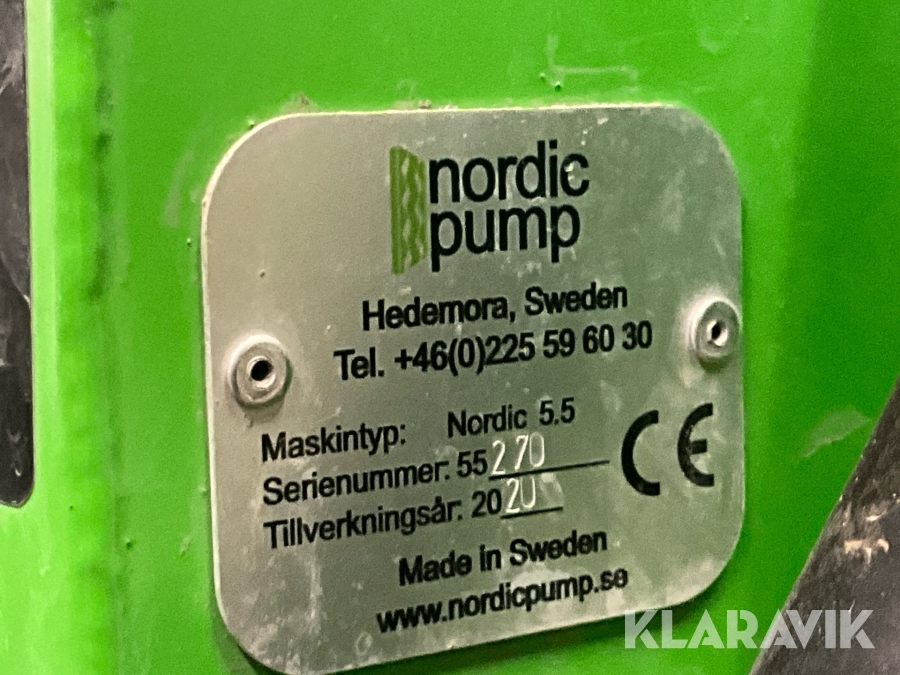 nordic
pump
Hedemora, Sweden
Tel. +46(0)225 59 60 30
Maskintyp: Nordic 5.5
Serienummer: 55270
Tillverkningsår: 2020
CE
Made in Sweden
www.nordicpump.se
KLARAVIK